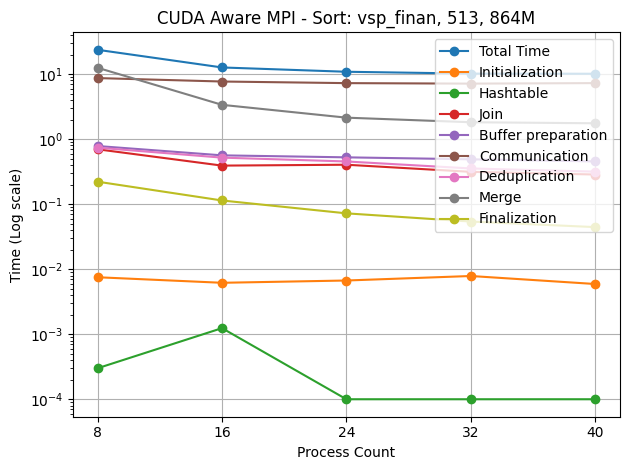 CUDA Aware MPI - Sort: vsp_finan, 513, 864M
Time (Log scale)
10¹
10⁰
10⁻¹
10⁻²
10⁻³
10⁻⁴
Total Time
Initialization
Hashtable
Join
Buffer preparation
Communication
Deduplication
Merge
Finalization
8 16 24 32 40
Process Count